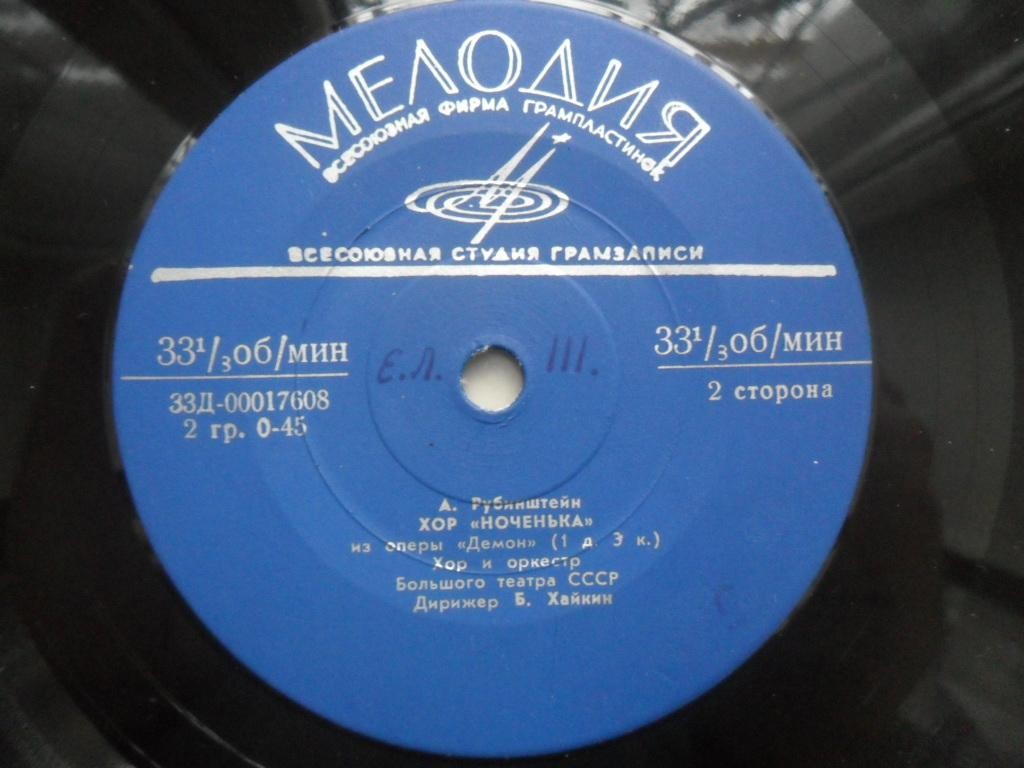 МЕЛОДИЯ
ВСЕСОЮЗНАЯ ФИРМА ГРАМПЛАСТИНОК
ВСЕСОЮЗНАЯ СТУДИЯ ГРАМЗАПИСИ
33¹/₃об/мин
33Д-00017608
2 гр. 0-45
Е.Л. III.
33¹/₃об/мин
2 сторона
А. Рубинштейн
ХОР «НОЧЕНЬКА»
из оперы «Демон» (1 д. 3 к.)
Хор и оркестр
Большого театра СССР
Дирижер Б. Хайкин